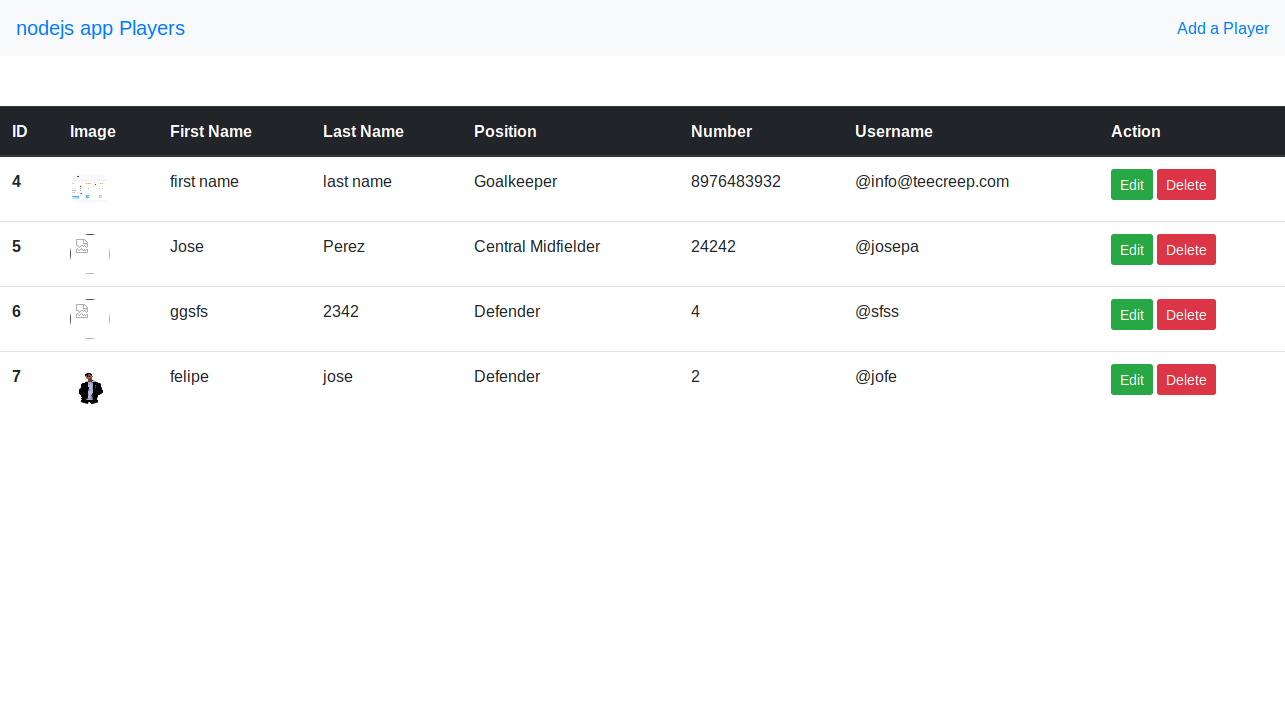 nodejs app Players Add a Player
ID Image First Name Last Name Position Number Username Action
4 first name last name Goalkeeper 8976483932 @info@teecreep.com Edit Delete
5 Jose Perez Central Midfielder 24242 @josepa Edit Delete
6 ggsfs 2342 Defender 4 @sfss Edit Delete
7 felipe jose Defender 2 @jofe Edit Delete